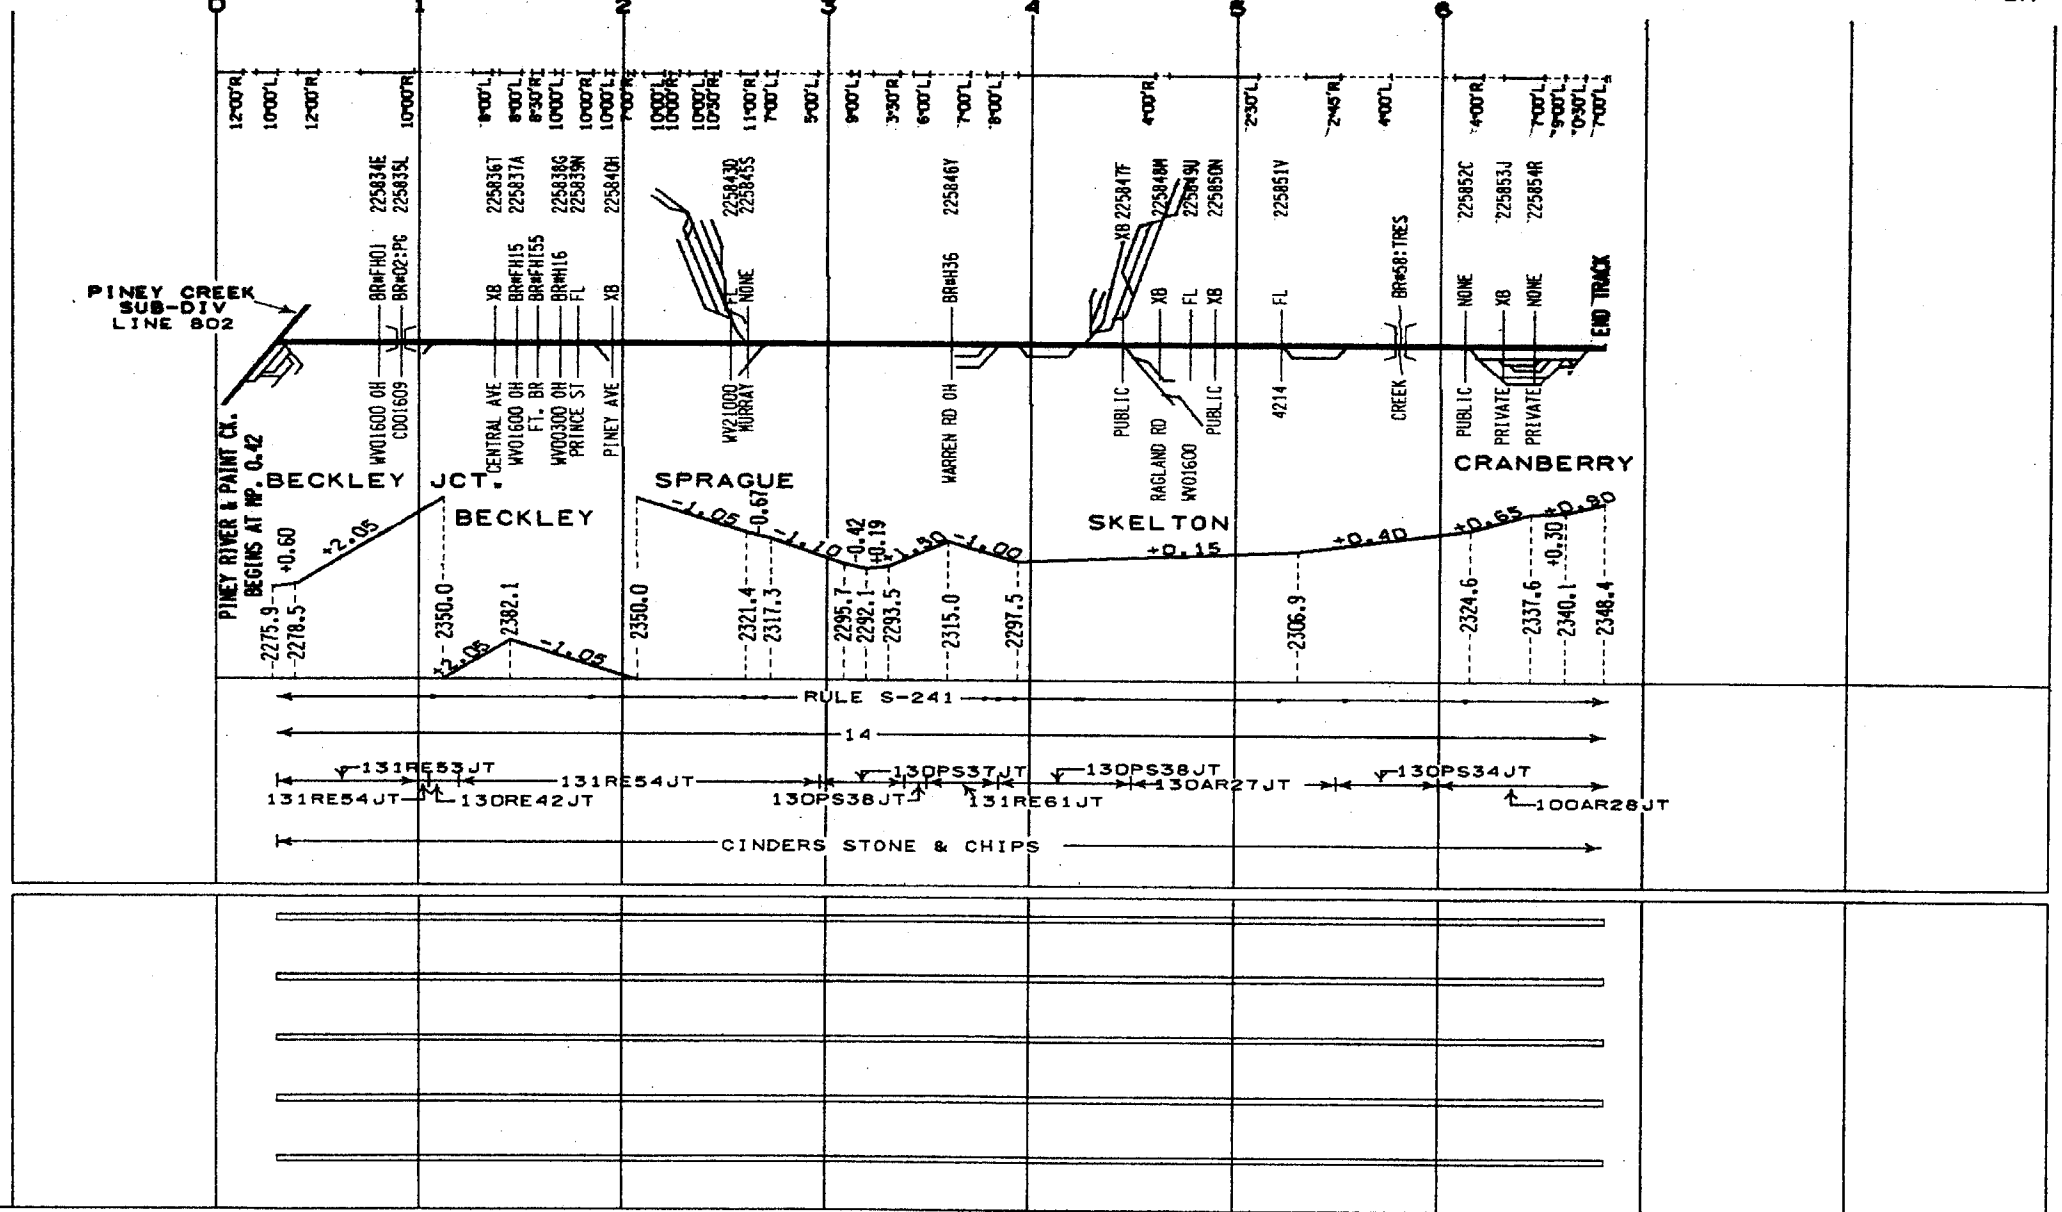 0 1 2 3 4 5 6
12°00'R
10°00'L
12°00'R
10°00'R
8°00'L
8°00'L
8°30'R
10°00'L
10°00'R
10°00'L
7°00'R
10°00'L
10°00'R
10°00'L
10°30'R
11°00'R
7°00'L
5°00'L
9°00'L
3°30'R
6°00'L
7°00'L
8°00'L
4°00'R
2°30'L
2°45'R
4°00'L
4°00'R
7°00'L
9°00'L
7°00'L
225834E
225835L
225836T
225837A
225838G
225839N
225840H
225843D
225845S
225846Y
225847F
225848M
225849U
225850N
225851V
225852C
225853J
225854R
PINEY CREEK
SUB-DIV
LINE 802
BR#FH01
BR#02:PG
XB
BR#FH15
BR#FH155
BR#H16
FL
XB
FL
NONE
BR#H36
XB
XB
FL
XB
FL
BR#58:TRES
NONE
XB
NONE
END TRACK
WV01600 OH
CD01609
CENTRAL AVE
WV01600 OH
FT. BR
WV00300 OH
PRINCE ST
PINEY AVE
WV21000
MURRAY
WARREN RD OH
PUBLIC
RAGLAND RD
WV01600
PUBLIC
4214
CREEK
PUBLIC
PRIVATE
PRIVATE
PINEY RIVER & PAINT CK.
BEGINS AT MP. 0.42
BECKLEY JCT.
BECKLEY
SPRAGUE
SKELTON
CRANBERRY
+0.60
+2.05
+2.05
-1.05
-1.05
-0.67
-1.10
-0.42
+0.19
+1.50
-1.00
+0.15
+0.40
+0.65
+0.30
+0.90
2275.9
2278.5
2350.0
2382.1
2350.0
2321.4
2317.3
2295.7
2292.1
2293.5
2315.0
2297.5
2306.9
2324.6
2337.6
2340.1
2348.4
RULE S-241
14
131RE53JT
131RE54JT
130PS37JT
130PS38JT
130AR27JT
130PS34JT
131RE54JT
130RE42JT
130PS38JT
131RE61JT
100AR28JT
CINDERS STONE & CHIPS